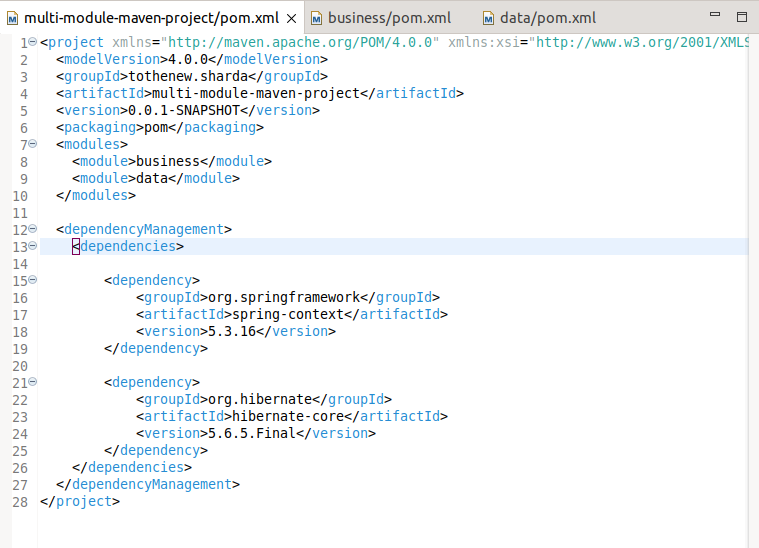 multi-module-maven-project/pom.xml business/pom.xml data/pom.xml
1 <project xmlns="http://maven.apache.org/POM/4.0.0" xmlns:xsi="http://www.w3.org/2001/XMLS
2 <modelVersion>4.0.0</modelVersion>
3 <groupId>tothenew.sharda</groupId>
4 <artifactId>multi-module-maven-project</artifactId>
5 <version>0.0.1-SNAPSHOT</version>
6 <packaging>pom</packaging>
7 <modules>
8 <module>business</module>
9 <module>data</module>
10 </modules>
11
12 <dependencyManagement>
13 <dependencies>
14
15 <dependency>
16 <groupId>org.springframework</groupId>
17 <artifactId>spring-context</artifactId>
18 <version>5.3.16</version>
19 </dependency>
20
21 <dependency>
22 <groupId>org.hibernate</groupId>
23 <artifactId>hibernate-core</artifactId>
24 <version>5.6.5.Final</version>
25 </dependency>
26 </dependencies>
27 </dependencyManagement>
28 </project>